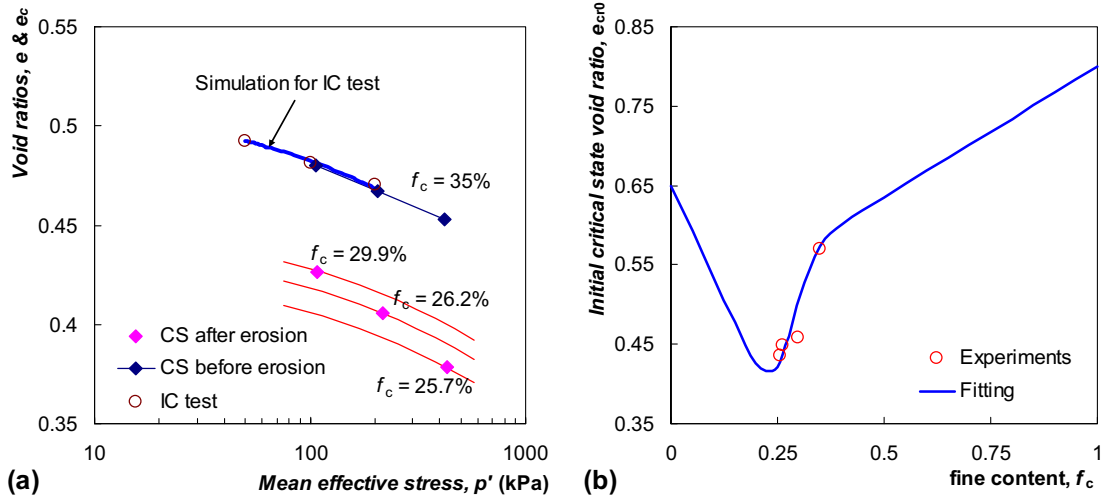 Void ratios, e & ec
0.55
0.5
0.45
0.4
0.35
Simulation for IC test
fc = 35%
fc = 29.9%
fc = 26.2%
fc = 25.7%
CS after erosion
CS before erosion
IC test
10
100
1000
Mean effective stress, p' (kPa)
(a)
Initial critical state void ratio, ecr0
0.85
0.75
0.65
0.55
0.45
0.35
Experiments
Fitting
0
0.25
0.5
0.75
1
fine content, fc
(b)